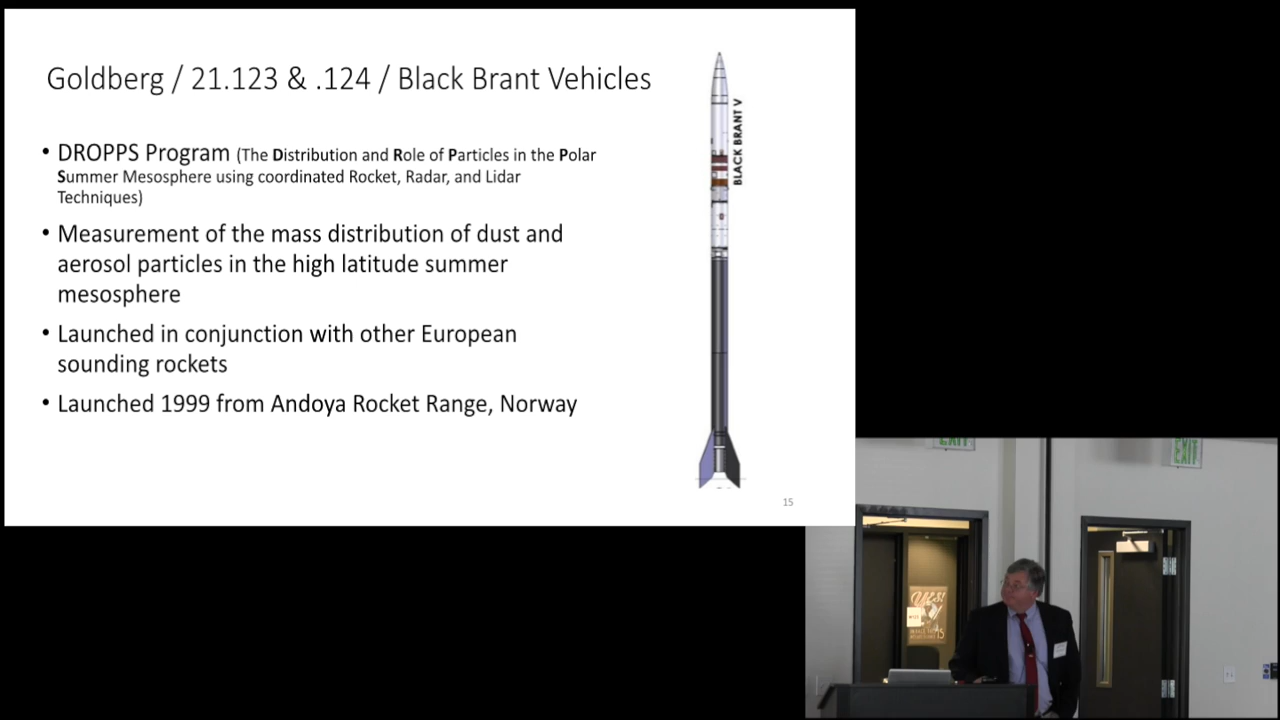 Goldberg / 21.123 & .124 / Black Brant Vehicles
• DROPPS Program (The Distribution and Role of Particles in the Polar
Summer Mesosphere using coordinated Rocket, Radar, and Lidar
Techniques)
• Measurement of the mass distribution of dust and
aerosol particles in the high latitude summer
mesosphere
• Launched in conjunction with other European
sounding rockets
• Launched 1999 from Andoya Rocket Range, Norway
BLACK BRANT V
15
EXIT
EXIT
YES!